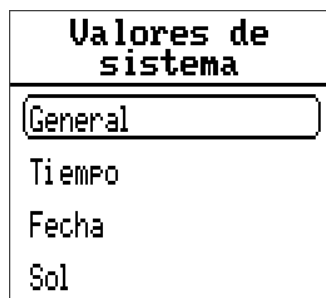 Valores de
sistema
General
Tiempo
Fecha
Sol